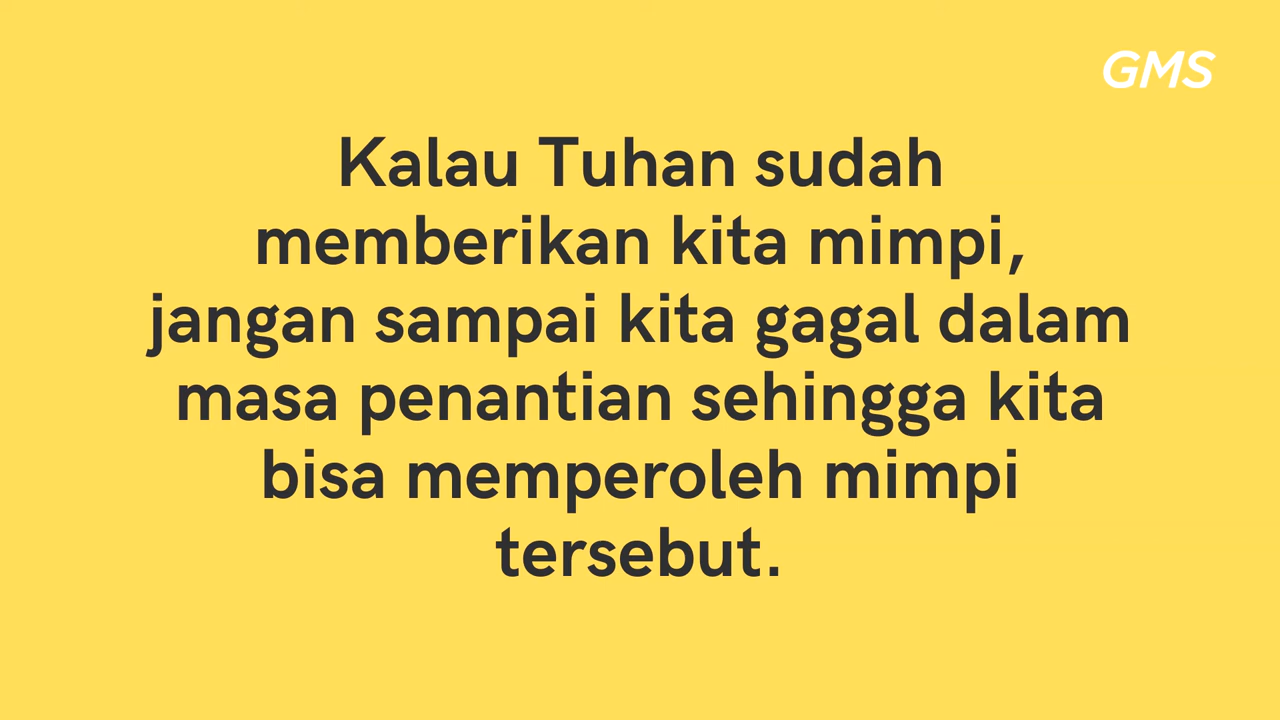 GMS
Kalau Tuhan sudah
memberikan kita mimpi,
jangan sampai kita gagal dalam
masa penantian sehingga kita
bisa memperoleh mimpi
tersebut.